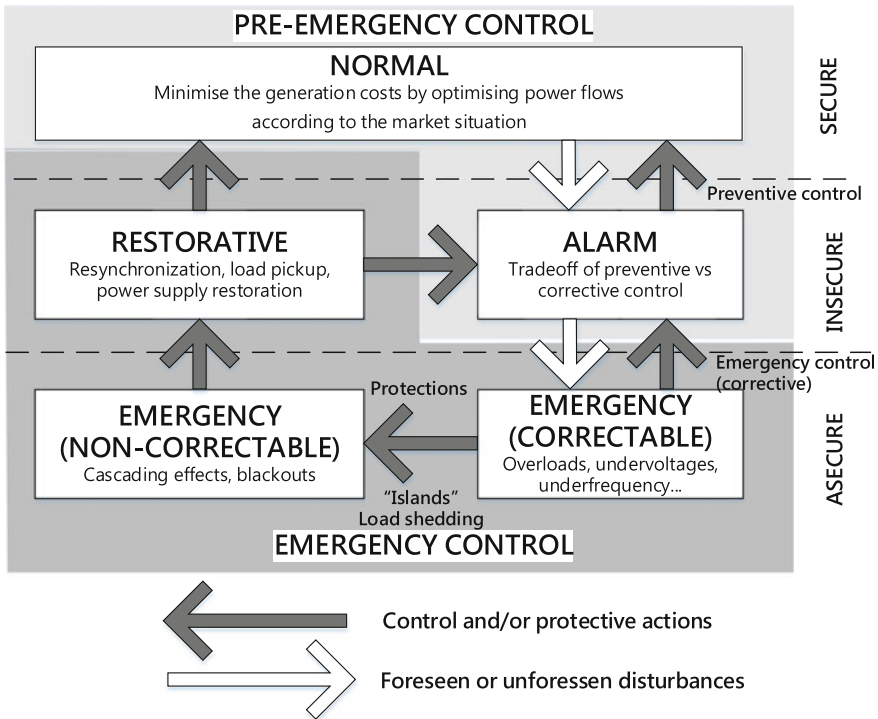 PRE-EMERGENCY CONTROL
NORMAL
Minimise the generation costs by optimising power flows
according to the market situation
SECURE
Preventive control
RESTORATIVE
Resynchronization, load pickup,
power supply restoration
ALARM
Tradeoff of preventive vs
corrective control
INSECURE
Emergency control
(corrective)
Protections
EMERGENCY
(NON-CORRECTABLE)
Cascading effects, blackouts
EMERGENCY
(CORRECTABLE)
Overloads, undervoltages,
underfrequency...
ASECURE
“Islands”
Load shedding
EMERGENCY CONTROL
Control and/or protective actions
Foreseen or unforessen disturbances